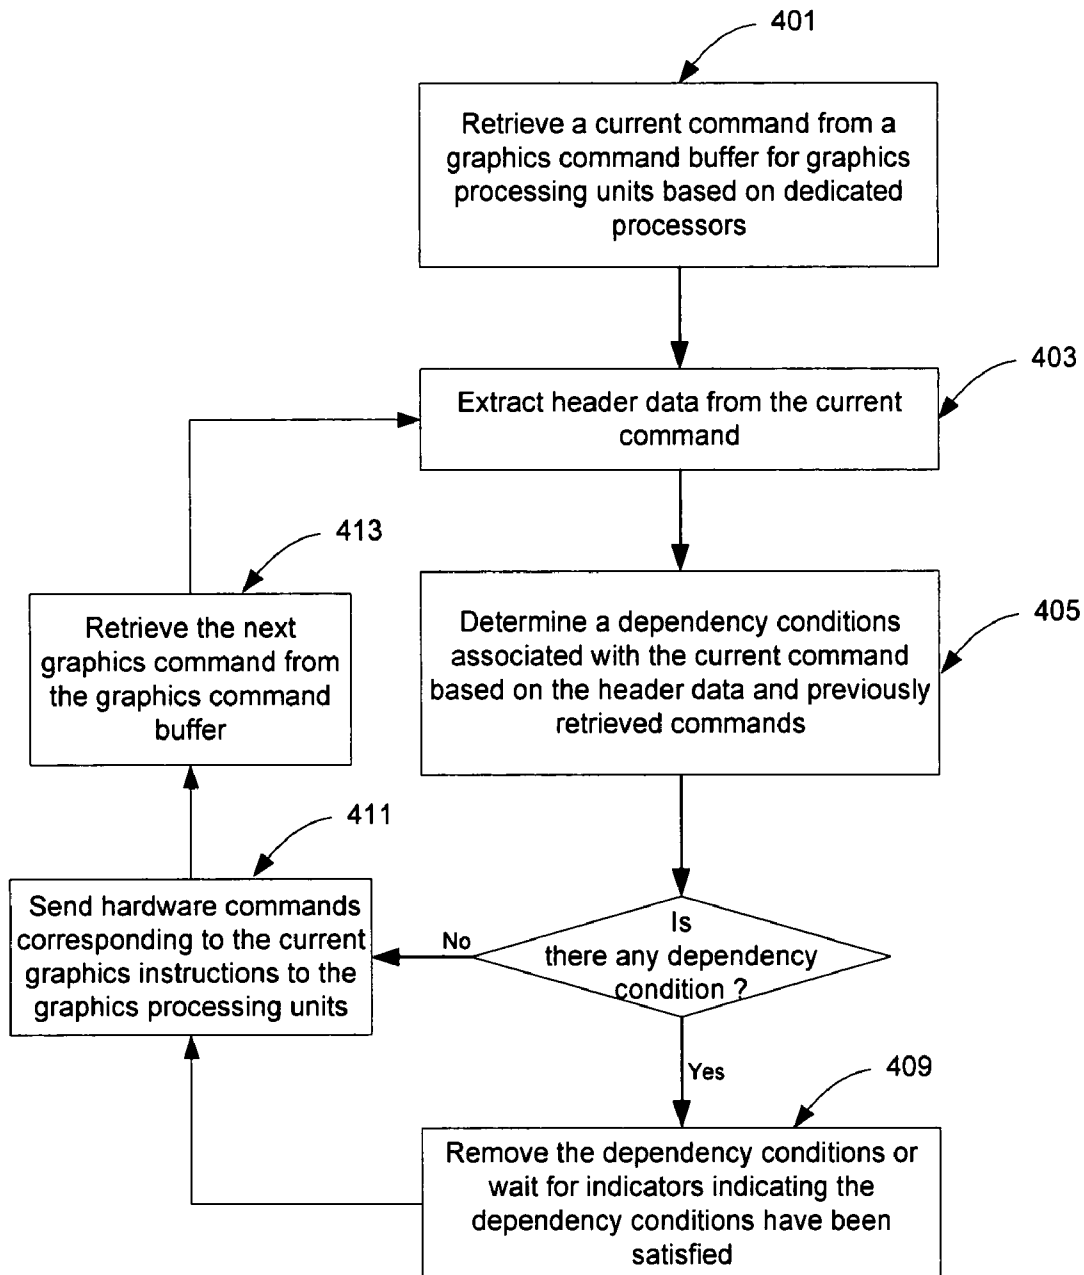 401
Retrieve a current command from a
graphics command buffer for graphics
processing units based on dedicated
processors
403
Extract header data from the current
command
413
Retrieve the next
graphics command from
the graphics command
buffer
405
Determine a dependency conditions
associated with the current command
based on the header data and previously
retrieved commands
411
Send hardware commands
corresponding to the current
graphics instructions to the
graphics processing units
No
Is
there any dependency
condition ?
Yes
409
Remove the dependency conditions or
wait for indicators indicating the
dependency conditions have been
satisfied